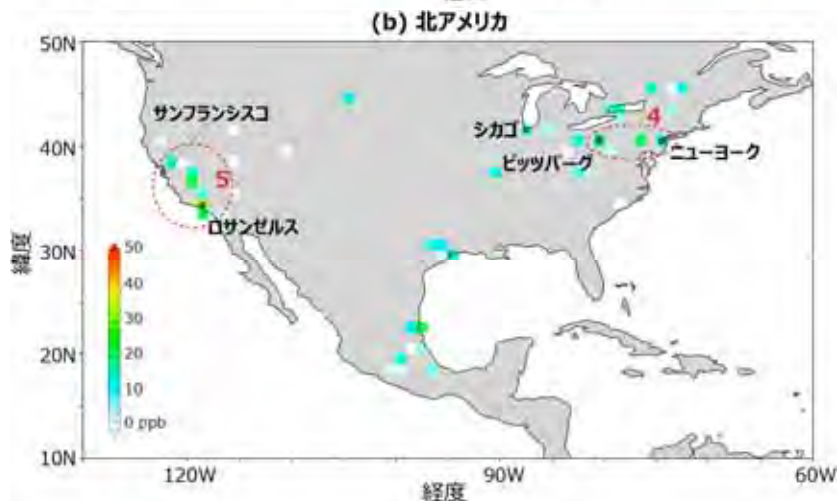 (b) 北アメリカ
50N
40N
30N
20N
10N
緯度
サンフランシスコ
5
ロサンゼルス
シカゴ
ピッツバーグ
4
ニューヨーク
50
40
30
20
10
0 ppb
120W
90W
60W
経度